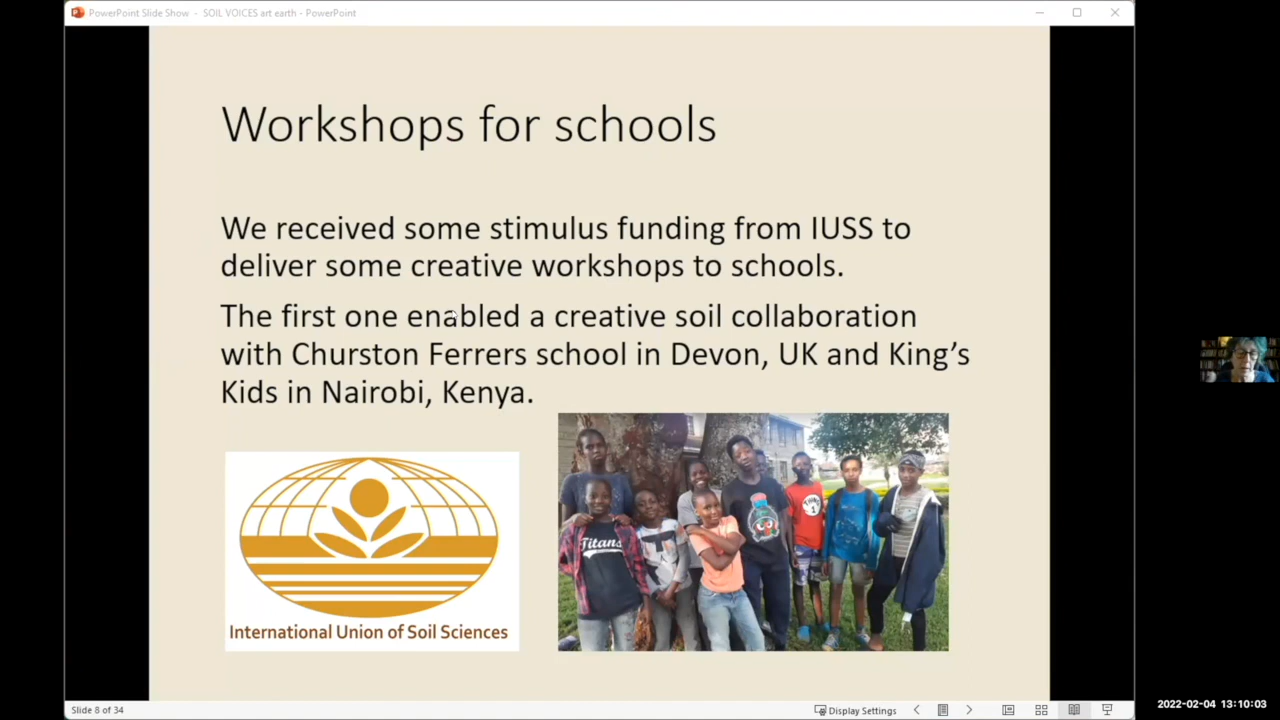 PowerPoint Slide Show - SOIL VOICES art earth - PowerPoint
Workshops for schools
We received some stimulus funding from IUSS to
deliver some creative workshops to schools.
The first one enabled a creative soil collaboration
with Churston Ferrers school in Devon, UK and King’s
Kids in Nairobi, Kenya.
Titans
THING
1
International Union of Soil Sciences
Slide 8 of 34
Display Settings
2022-02-04 13:10:03